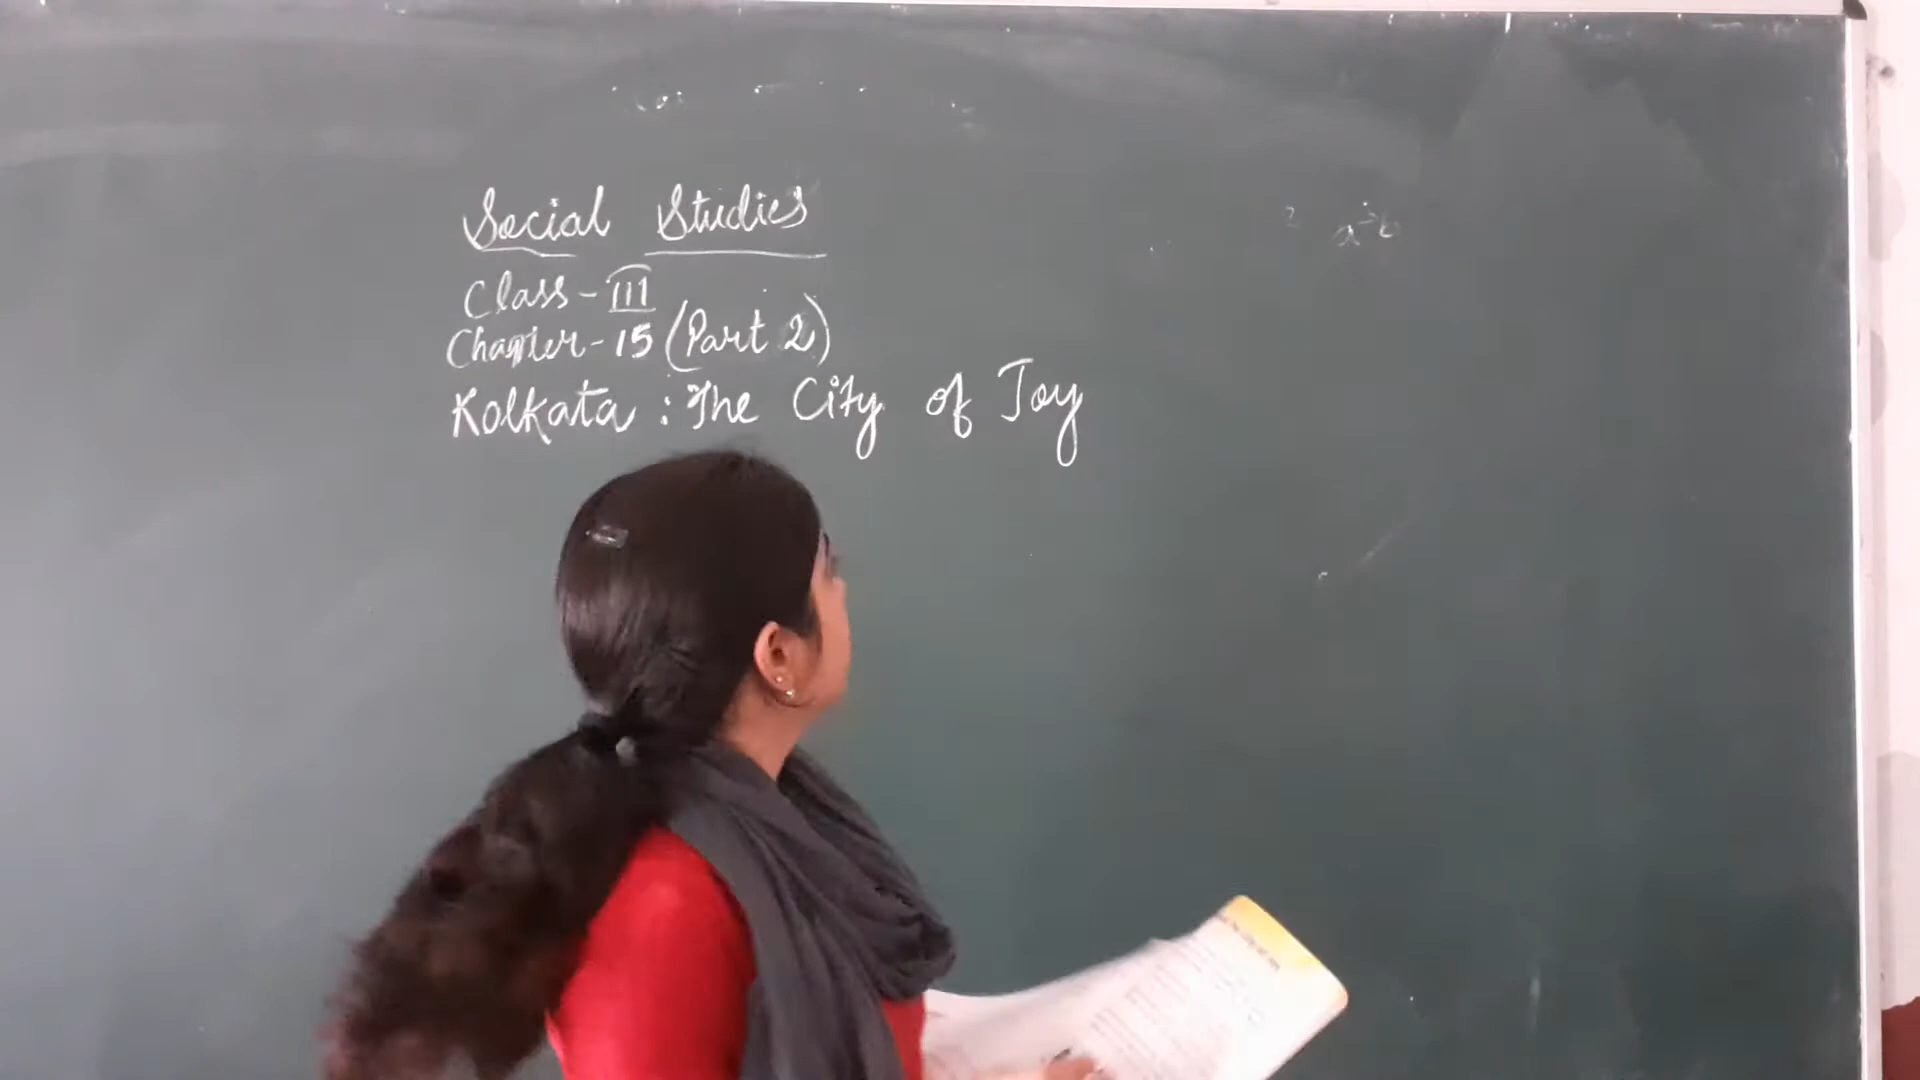 Social Studies
Class - III
Chapter - 15 (Part 2)
Kolkata : The City of Joy